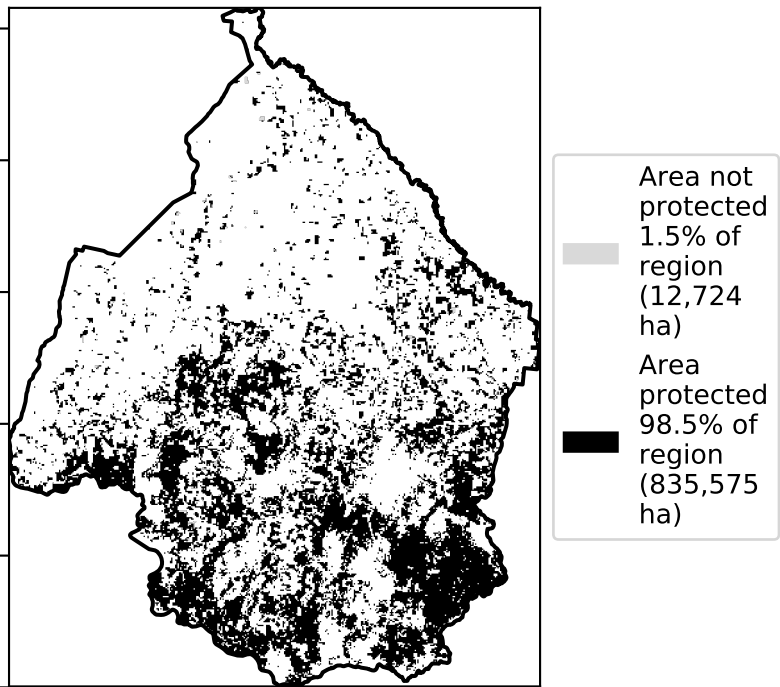 Area not
protected
1.5% of
region
(12,724
ha)
Area
protected
98.5% of
region
(835,575
ha)